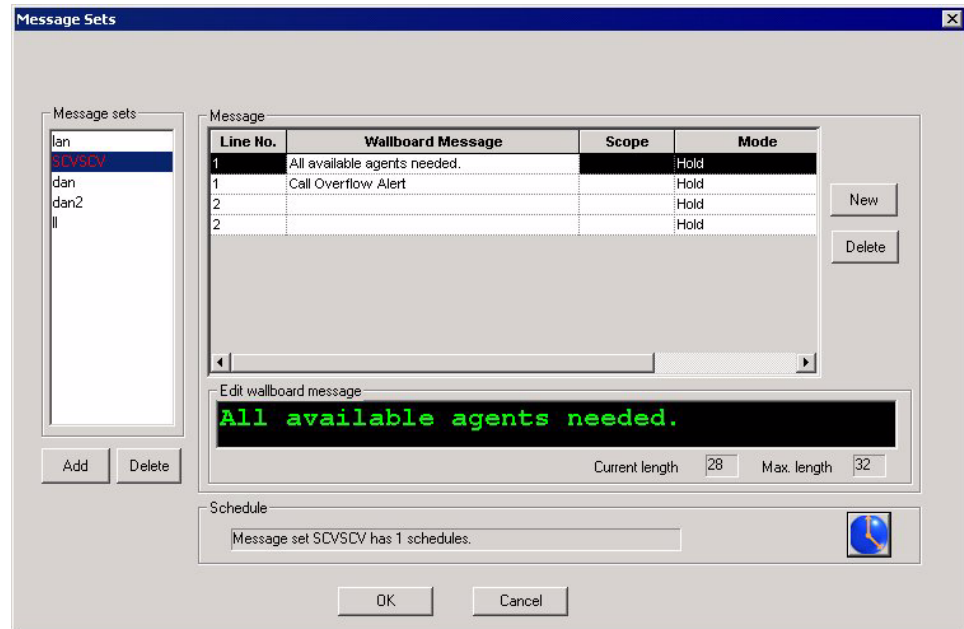 Message Sets
Message sets
lan
SCVSCV
dan
dan2
ll
Add
Delete
Message
Line No. Wallboard Message Scope Mode
1 All available agents needed. Hold
1 Call Overflow Alert Hold
2 Hold
2 Hold
New
Delete
Edit wallboard message
All available agents needed.
Current length 28 Max. length 32
Schedule
Message set SCVSCV has 1 schedules.
OK
Cancel